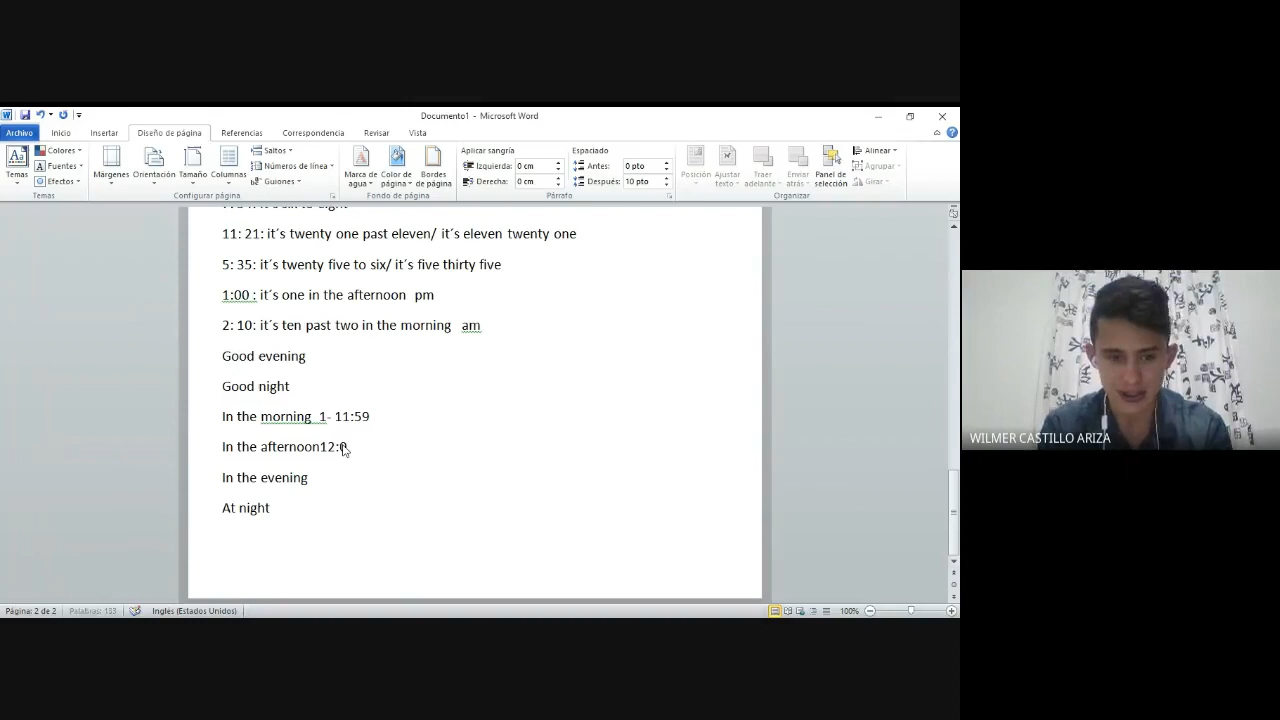 Documento1 - Microsoft Word
Archivo Inicio Insertar Diseño de página Referencias Correspondencia Revisar Vista
Temas
Colores
Fuentes
Efectos
Temas
Márgenes
Orientación
Tamaño
Columnas
Saltos
Números de línea
Guiones
Configurar página
Marca de agua
Color de página
Bordes de página
Fondo de página
Aplicar sangría
Izquierda: 0 cm
Derecha: 0 cm
Espaciado
Antes: 0 pto
Después: 10 pto
Párrafo
Posición
Ajustar texto
Traer adelante
Enviar atrás
Panel de selección
Alinear
Agrupar
Girar
Organizar
11: 21: it´s twenty one past eleven/ it´s eleven twenty one
5: 35: it´s twenty five to six/ it´s five thirty five
1:00 : it´s one in the afternoon pm
2: 10: it´s ten past two in the morning am
Good evening
Good night
In the morning 1- 11:59
In the afternoon12:0
In the evening
At night
WILMER CASTILLO ARIZA
Página: 2 de 2 Palabras: 133 Inglés (Estados Unidos) 100%